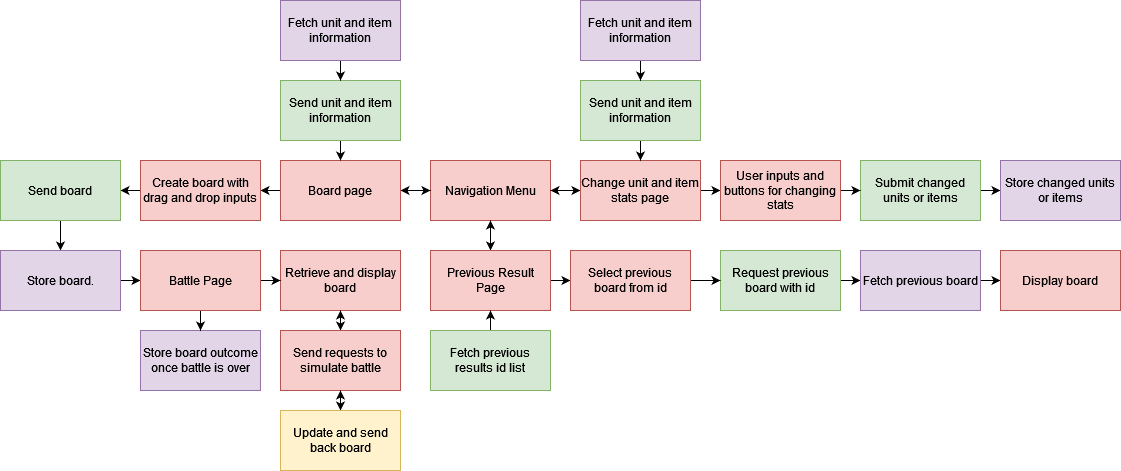 Fetch unit and item
information
Fetch unit and item
information
Send unit and item
information
Send unit and item
information
Send board
Create board with
drag and drop inputs
Board page
Navigation Menu
Change unit and item
stats page
User inputs and
buttons for changing
stats
Submit changed
units or items
Store changed units
or items
Store board.
Battle Page
Retrieve and display
board
Previous Result
Page
Select previous
board from id
Request previous
board with id
Fetch previous board
Display board
Store board outcome
once battle is over
Send requests to
simulate battle
Fetch previous
results id list
Update and send
back board